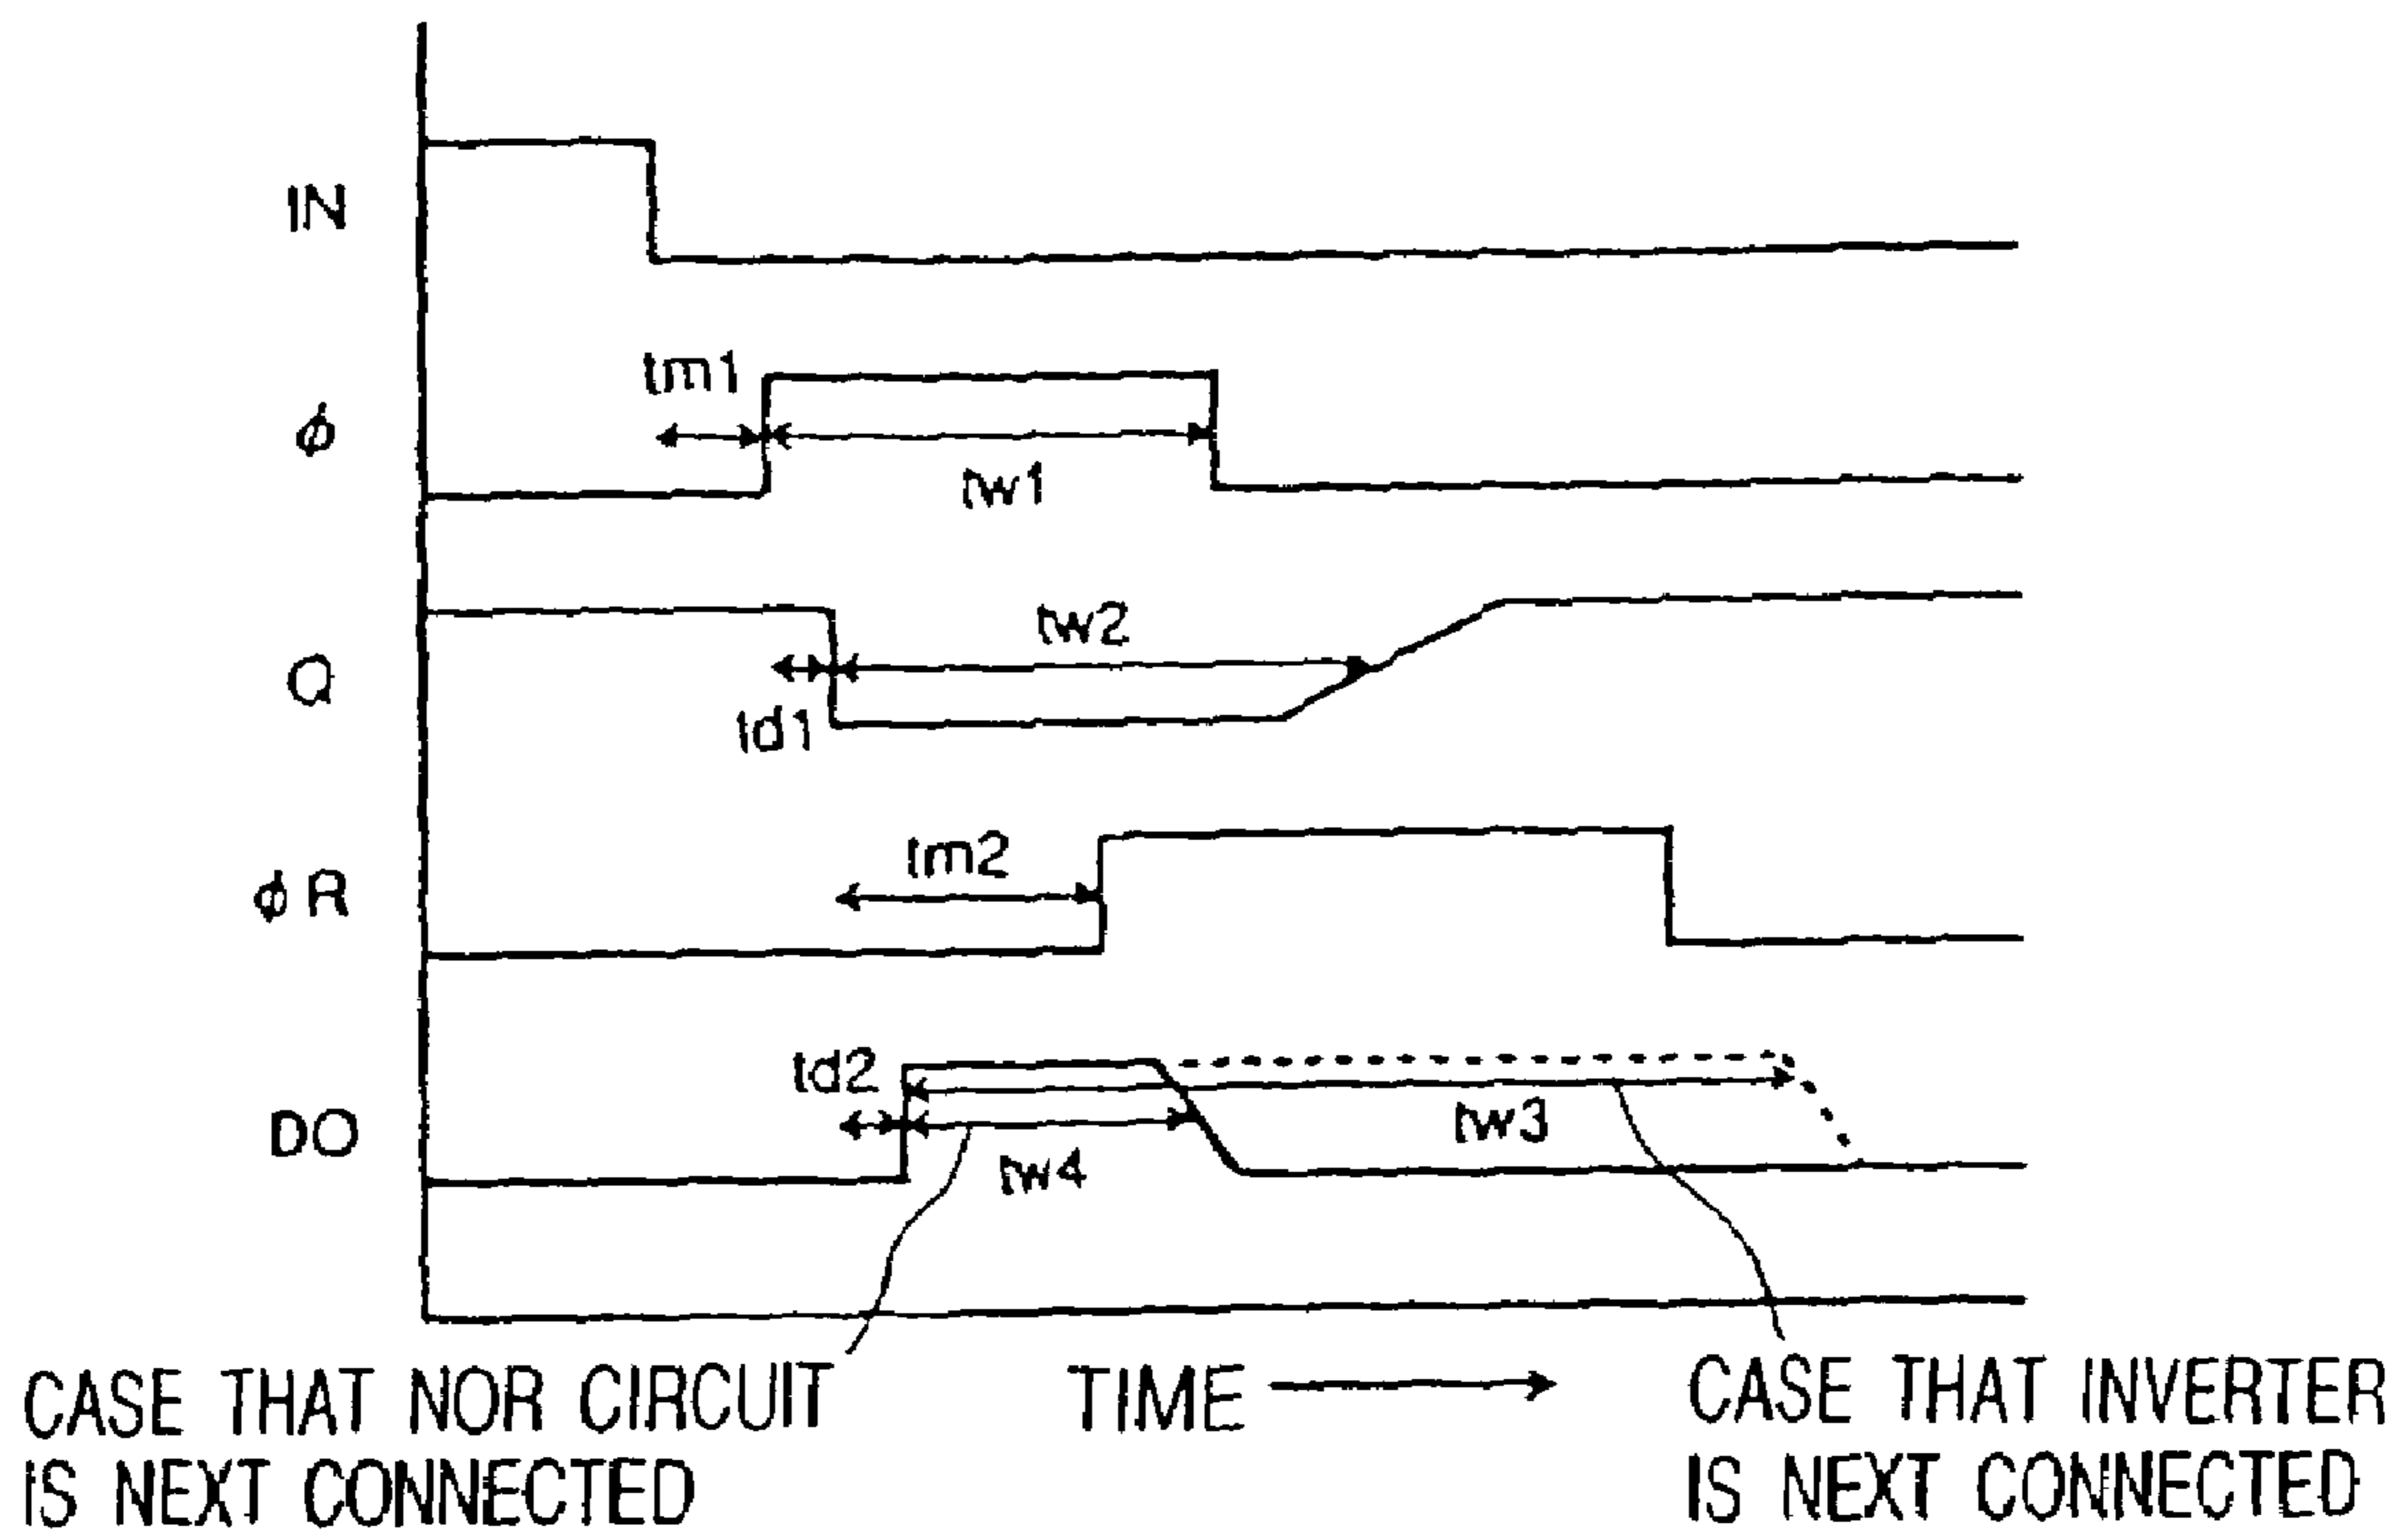 IN
tm1
ϕ
tw1
tw2
Q
td1
tm2
ϕR
td2
DO
tw3
tw4
CASE THAT NOR CIRCUIT
IS NEXT CONNECTED
TIME
CASE THAT INVERTER
IS NEXT CONNECTED